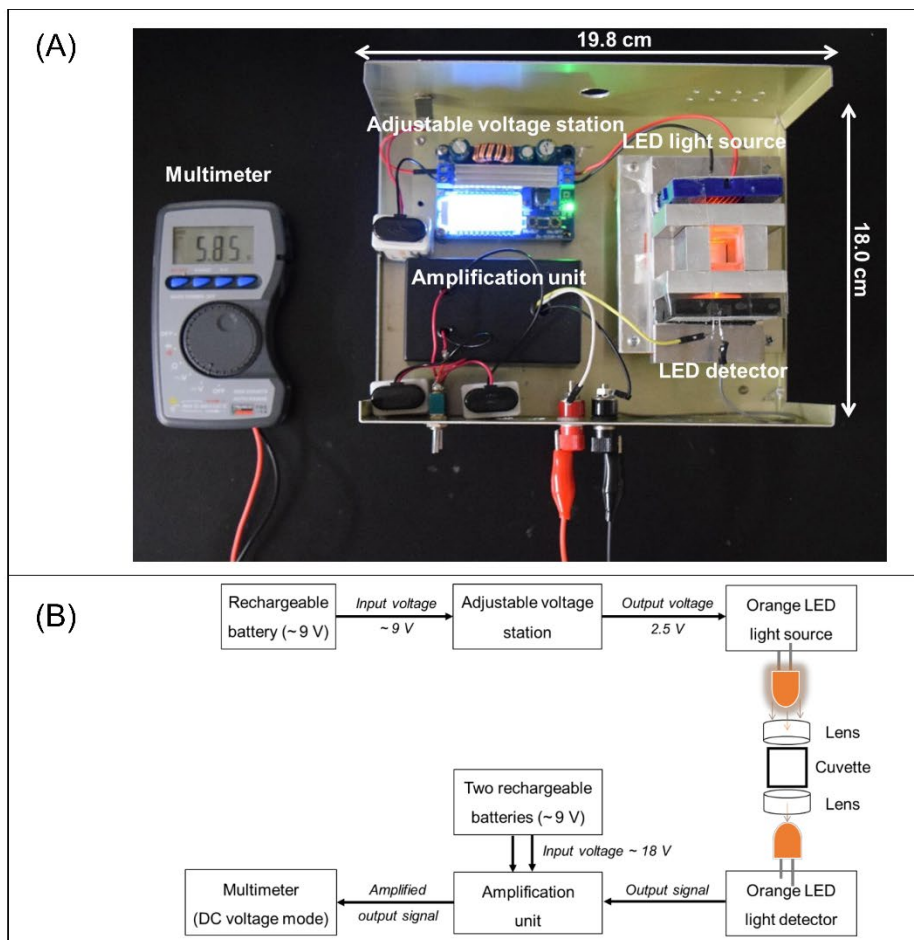 (A)
19.8 cm
Adjustable voltage station
LED light source
Multimeter
5.85
18.0 cm
Amplification unit
LED detector
OFF
(B)
Rechargeable
battery (~ 9 V)
Input voltage
~ 9 V
Adjustable voltage
station
Output voltage
2.5 V
Orange LED
light source
Lens
Cuvette
Lens
Two rechargeable
batteries (~ 9 V)
Input voltage ~ 18 V
Multimeter
(DC voltage mode)
Amplified
output signal
Amplification
unit
Output signal
Orange LED
light detector